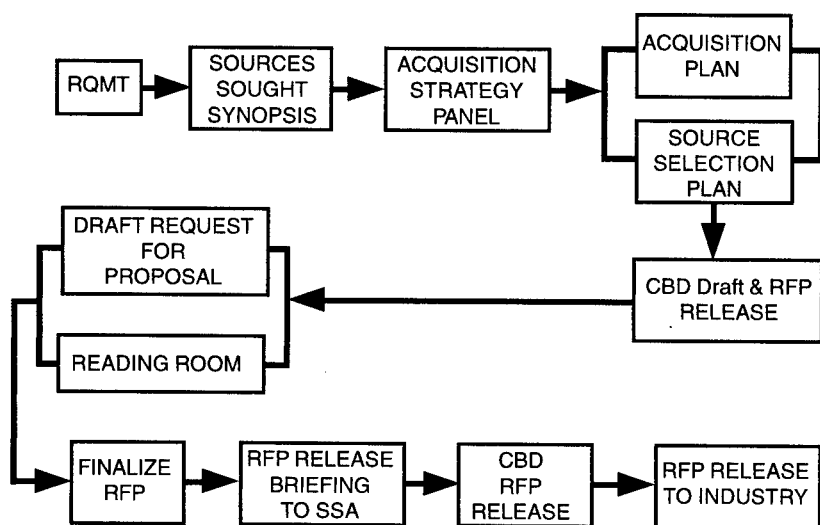 RQMT
SOURCES
SOUGHT
SYNOPSIS
ACQUISITION
STRATEGY
PANEL
ACQUISITION
PLAN
SOURCE
SELECTION
PLAN
CBD Draft & RFP
RELEASE
DRAFT REQUEST
FOR
PROPOSAL
READING ROOM
FINALIZE
RFP
RFP RELEASE
BRIEFING
TO SSA
CBD
RFP
RELEASE
RFP RELEASE
TO INDUSTRY